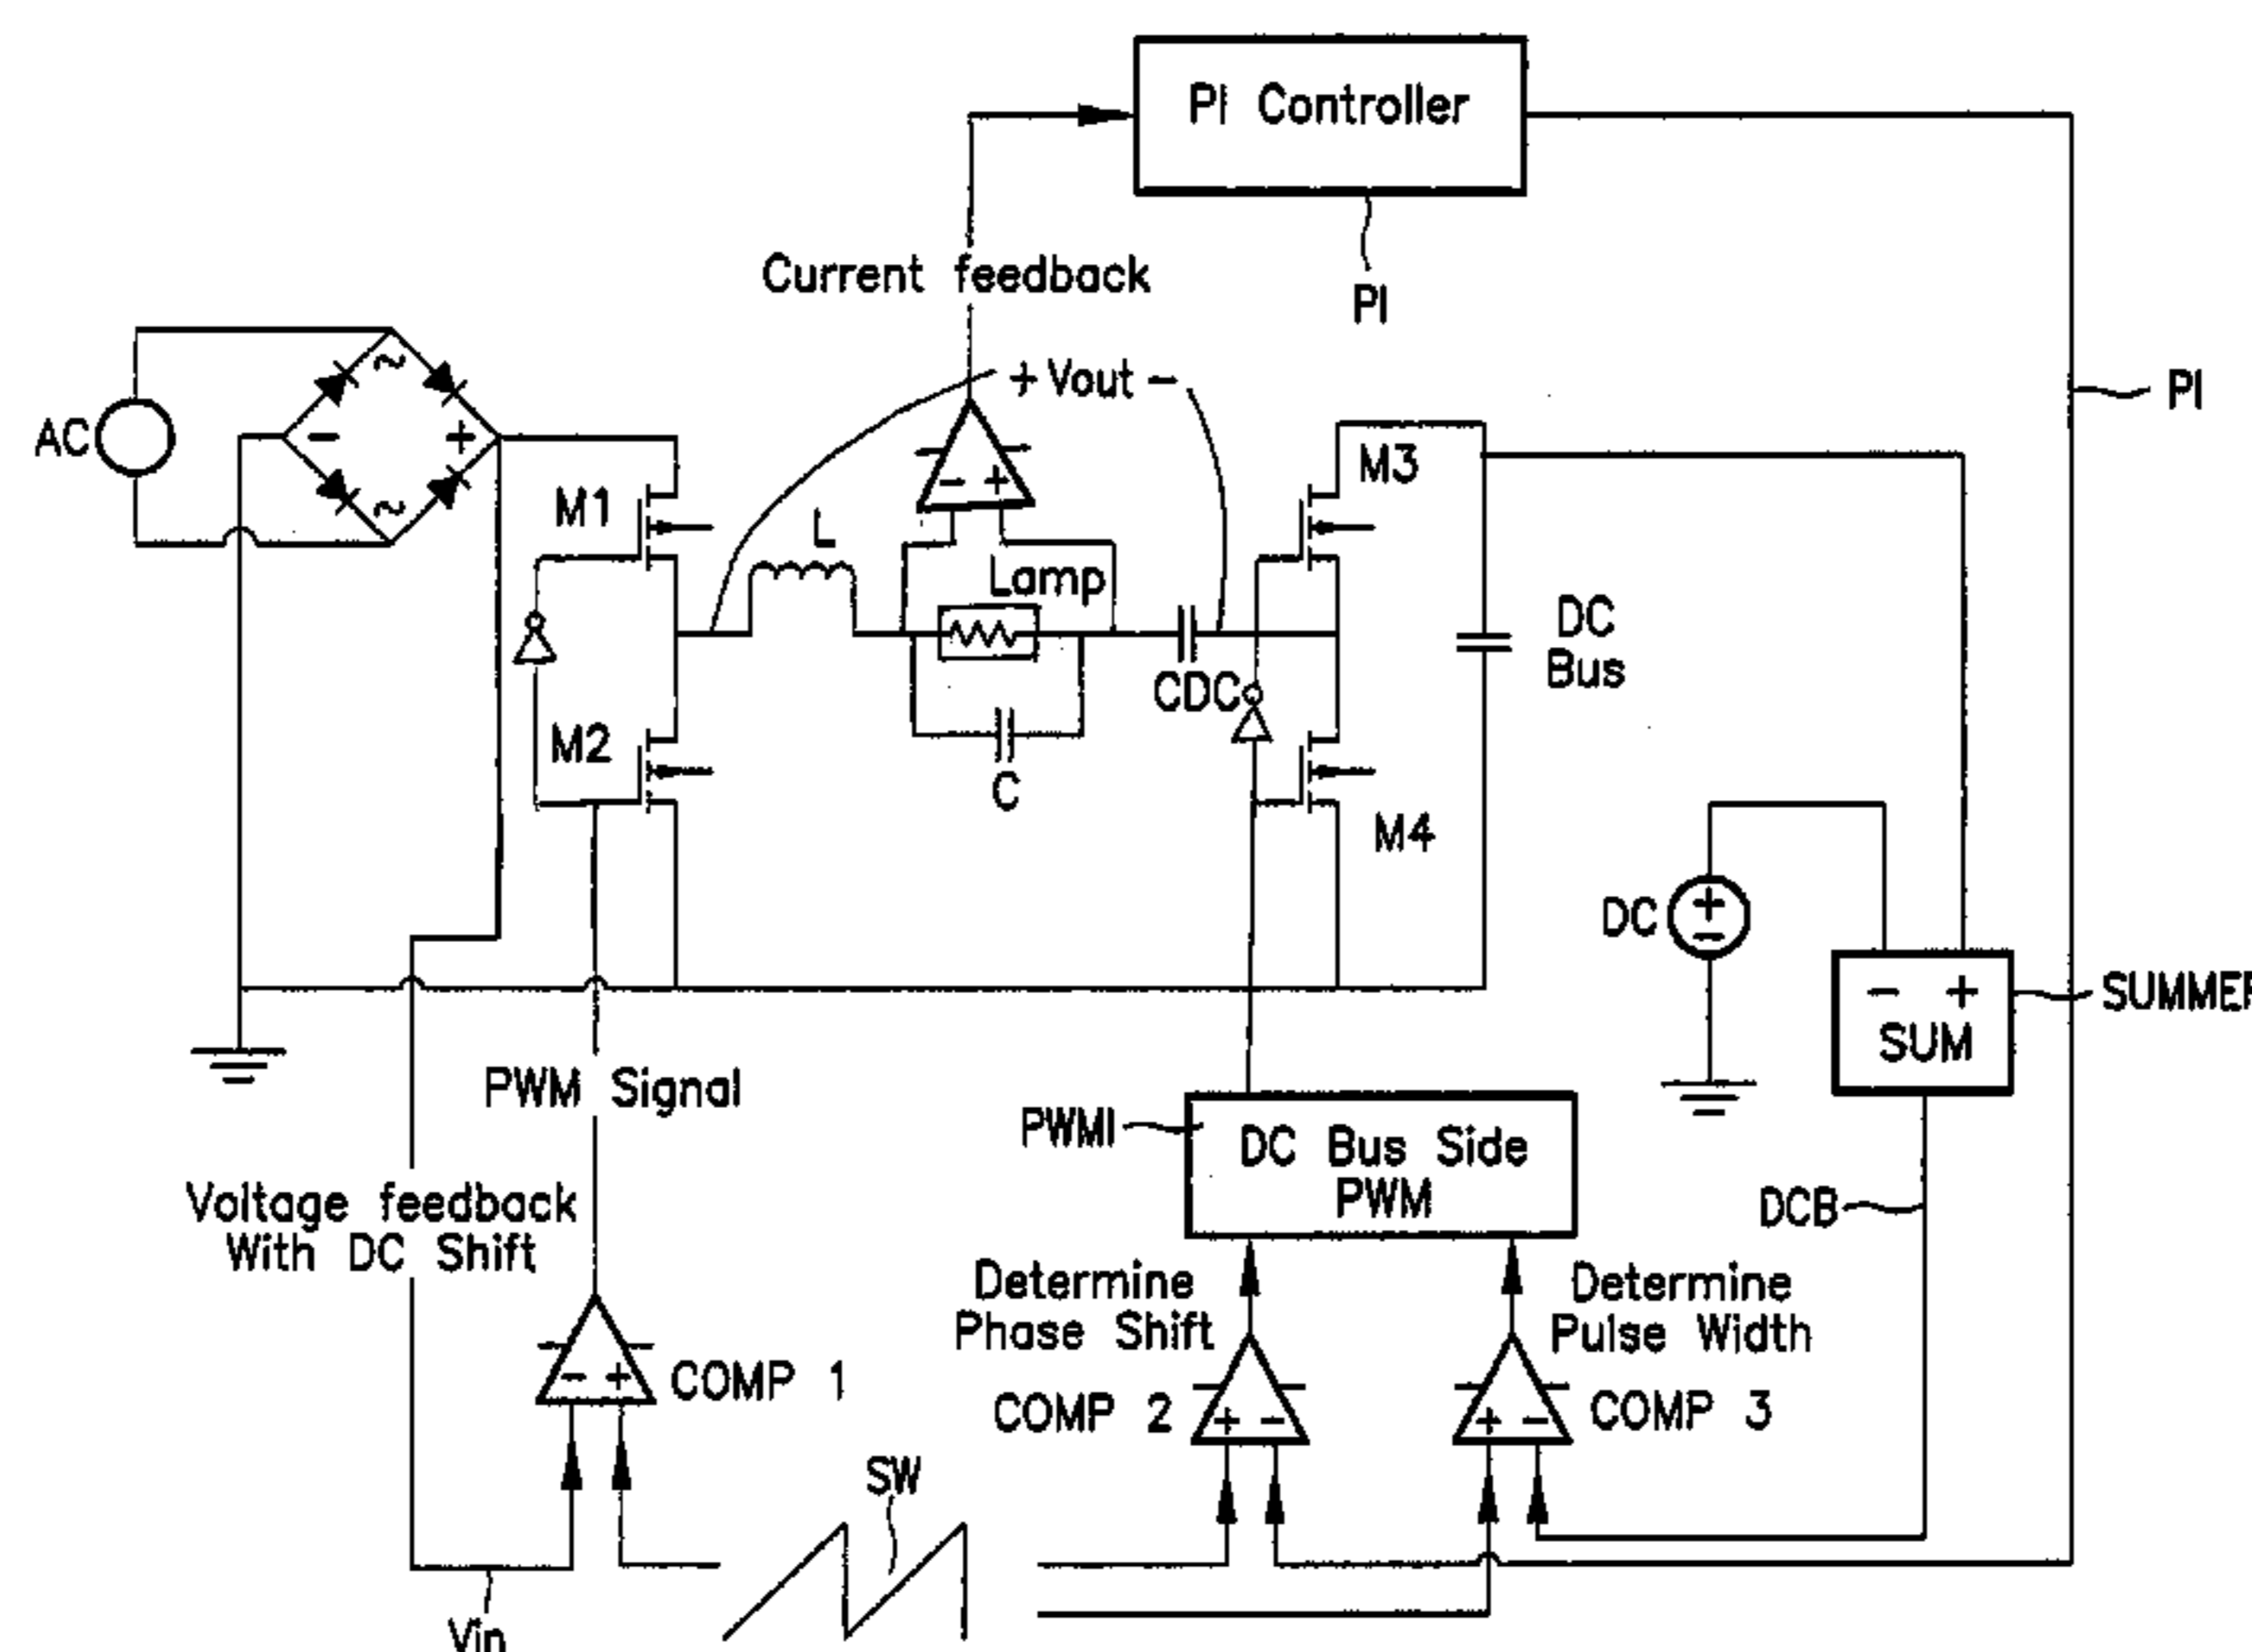 PI Controller
PI
Current feedback
+ Vout -
PI
AC
~
- +
~
M1
L
- +
Lamp
M3
M2
CDC
C
DC
Bus
M4
DC
+
-
- +
SUM
SUMMER
PWM Signal
PWMI
DC Bus Side
PWM
DCB
Voltage feedback
With DC Shift
Determine
Phase Shift
Determine
Pulse Width
- +
COMP 1
COMP 2
+ -
+ -
COMP 3
SW
Vin